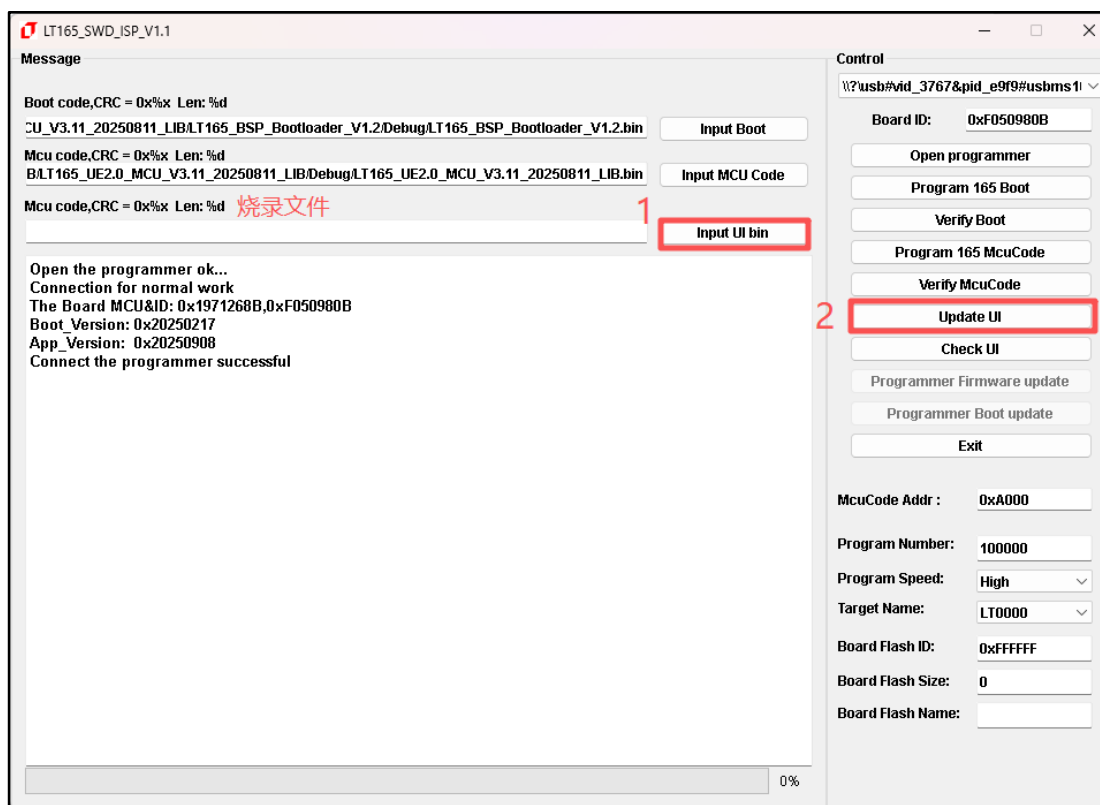 LT165_SWD_ISP_V1.1
Message
Boot code,CRC = 0x%x Len: %d
CU_V3.11_20250811_LIB/LT165_BSP_Bootloader_V1.2/Debug/LT165_BSP_Bootloader_V1.2.bin
Input Boot
Mcu code,CRC = 0x%x Len: %d
B/LT165_UE2.0_MCU_V3.11_20250811_LIB/Debug/LT165_UE2.0_MCU_V3.11_20250811_LIB.bin
Input MCU Code
Mcu code,CRC = 0x%x Len: %d 烧录文件
1
Input UI bin
Open the programmer ok...
Connection for normal work
The Board MCU&ID: 0x1971268B,0xF050980B
Boot_Version: 0x20250217
App_Version: 0x20250908
Connect the programmer successful
0%
Control
\\?\usb#vid_3767&pid_e9f9#usbms1
Board ID: 0xF050980B
Open programmer
Program 165 Boot
Verify Boot
Program 165 McuCode
Verify McuCode
2
Update UI
Check UI
Programmer Firmware update
Programmer Boot update
Exit
McuCode Addr : 0xA000
Program Number: 100000
Program Speed: High
Target Name: LT0000
Board Flash ID: 0xFFFFFF
Board Flash Size: 0
Board Flash Name: